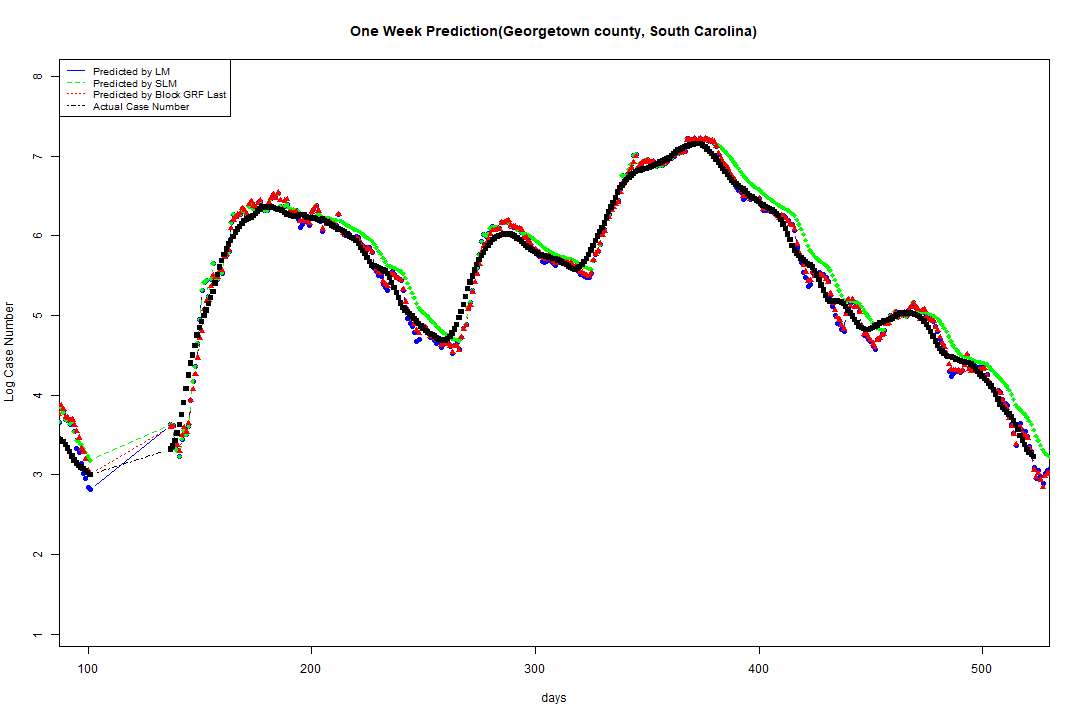 One Week Prediction(Georgetown county, South Carolina)
Predicted by LM
Predicted by SLM
Predicted by Block GRF Last
Actual Case Number
8
7
6
5
4
3
2
1
Log Case Number
100 200 300 400 500
days